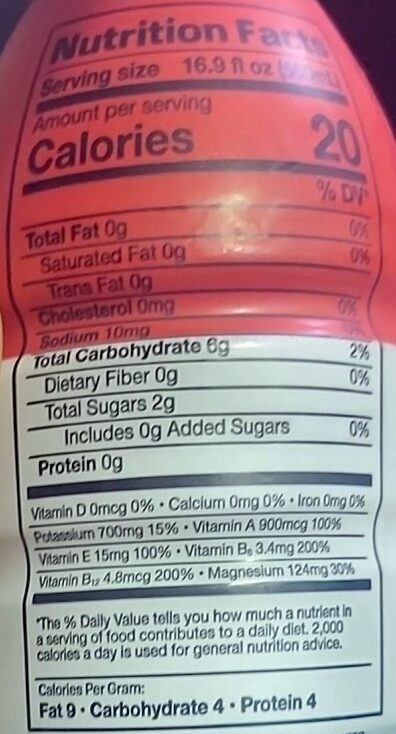 Nutrition Facts
Serving size 16.9 fl oz
Amount per serving
Calories 20
% DV*
Total Fat 0g 0%
Saturated Fat 0g 0%
Trans Fat 0g
Cholesterol 0mg 0%
Sodium 10mg
Total Carbohydrate 6g 2%
Dietary Fiber 0g 0%
Total Sugars 2g
Includes 0g Added Sugars 0%
Protein 0g
Vitamin D 0mcg 0% • Calcium 0mg 0% • Iron 0mg 0%
Potassium 700mg 15% • Vitamin A 900mcg 100%
Vitamin E 15mg 100% • Vitamin B₆ 3.4mg 200%
Vitamin B₁₂ 4.8mcg 200% • Magnesium 124mg 30%
*The % Daily Value tells you how much a nutrient in
a serving of food contributes to a daily diet. 2,000
calories a day is used for general nutrition advice.
Calories Per Gram:
Fat 9 • Carbohydrate 4 • Protein 4